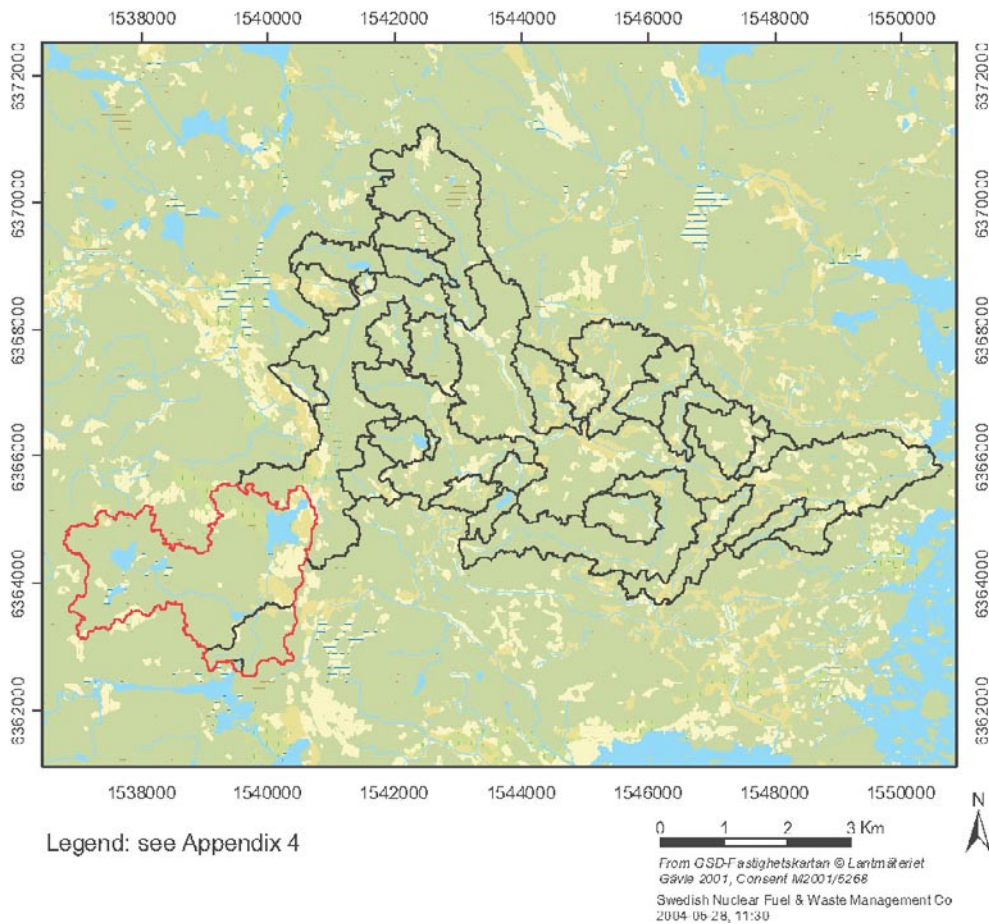 1538000 1540000 1542000 1544000 1546000 1548000 1550000
6372000 6372000
6370000 6370000
6368000 6368000
6366000 6366000
6364000 6364000
6362000 6362000
1538000 1540000 1542000 1544000 1546000 1548000 1550000
N
Legend: see Appendix 4
0 1 2 3 Km
From GSD-Fastighetskartan © Lantmäteriet
Gävle 2001, Consent M2001/5268
Swedish Nuclear Fuel & Waste Management Co
2004-06-28, 11:30